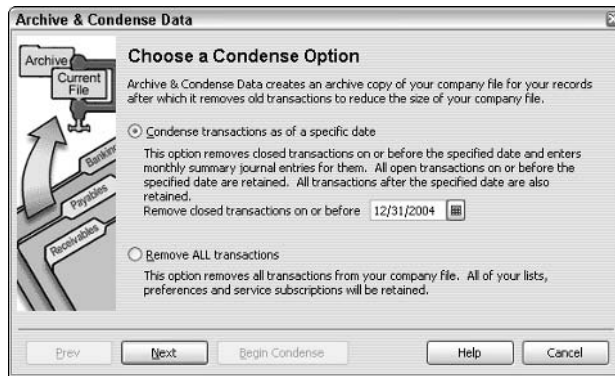 Archive & Condense Data
Archive
Current
File
Banking
Payables
Receivables
Choose a Condense Option
Archive & Condense Data creates an archive copy of your company file for your records
after which it removes old transactions to reduce the size of your company file.
Condense transactions as of a specific date
This option removes closed transactions on or before the specified date and enters
monthly summary journal entries for them. All open transactions on or before the
specified date are retained. All transactions after the specified date are also
retained.
Remove closed transactions on or before 12/31/2004
Remove ALL transactions
This option removes all transactions from your company file. All of your lists,
preferences and service subscriptions will be retained.
Prev Next Begin Condense Help Cancel